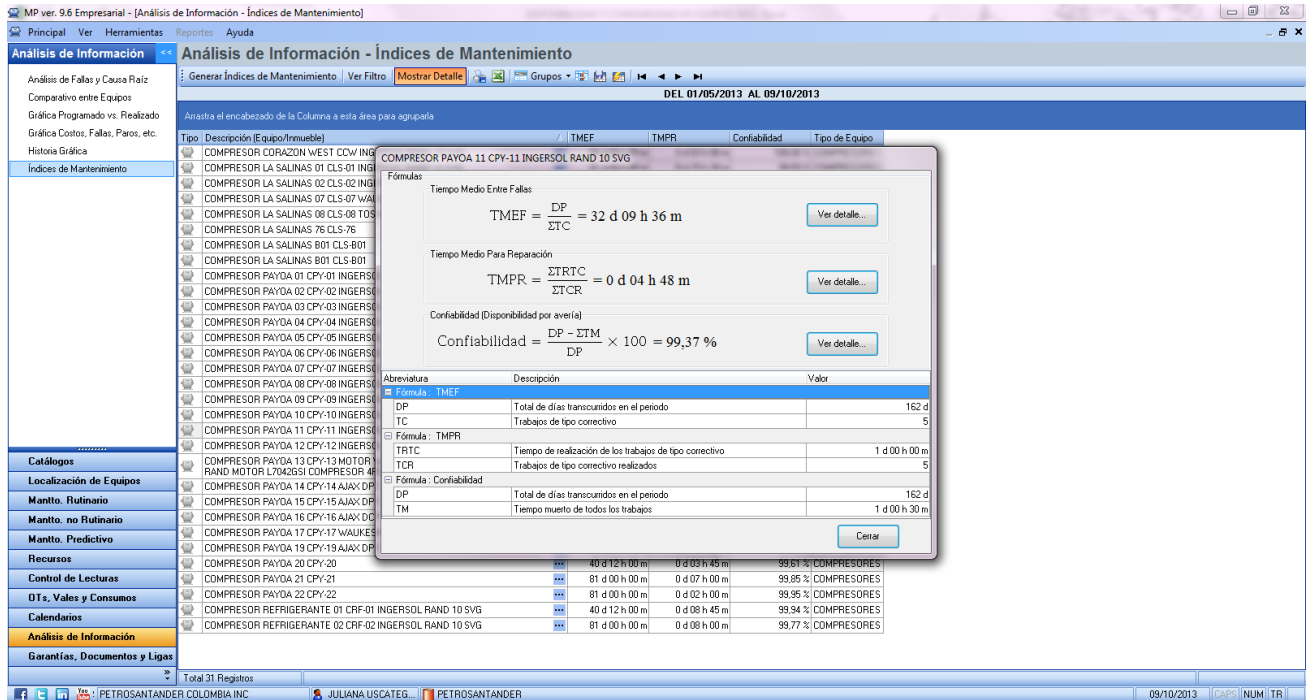 MP ver. 9.6 Empresarial - [Análisis de Información - Índices de Mantenimiento]
Principal Ver Herramientas Reportes Ayuda
Análisis de Información <<
Análisis de Fallas y Causa Raíz
Comparativo entre Equipos
Gráfica Programado vs. Realizado
Gráfica Costos, Fallas, Paros, etc.
Historia Gráfica
Índices de Mantenimiento
Catálogos
Localización de Equipos
Mantto. Rutinario
Mantto. no Rutinario
Mantto. Predictivo
Recursos
Control de Lecturas
OTs, Vales y Consumos
Calendarios
Análisis de Información
Garantías, Documentos y Ligas
Análisis de Información - Índices de Mantenimiento
Generar Índices de Mantenimiento Ver Filtro Mostrar Detalle Grupos
DEL 01/05/2013 AL 09/10/2013
Arrastra el encabezado de la Columna a esta área para agruparla
Tipo Descripción (Equipo/Inmueble) TMEF TMPR Confiabilidad Tipo de Equipo
COMPRESOR CORAZON WEST CCW ING
COMPRESOR LA SALINAS 01 CLS-01 INGE
COMPRESOR LA SALINAS 02 CLS-02 INGE
COMPRESOR LA SALINAS 07 CLS-07 WAU
COMPRESOR LA SALINAS 08 CLS-08 TOS
COMPRESOR LA SALINAS 76 CLS-76
COMPRESOR LA SALINAS B01 CLS-B01
COMPRESOR LA SALINAS B01 CLS-B01
COMPRESOR PAYOA 01 CPY-01 INGERSO
COMPRESOR PAYOA 02 CPY-02 INGERSO
COMPRESOR PAYOA 03 CPY-03 INGERSO
COMPRESOR PAYOA 04 CPY-04 INGERSO
COMPRESOR PAYOA 05 CPY-05 INGERSO
COMPRESOR PAYOA 06 CPY-06 INGERSO
COMPRESOR PAYOA 07 CPY-07 INGERSO
COMPRESOR PAYOA 08 CPY-08 INGERSO
COMPRESOR PAYOA 09 CPY-09 INGERSO
COMPRESOR PAYOA 10 CPY-10 INGERSO
COMPRESOR PAYOA 11 CPY-11 INGERSO
COMPRESOR PAYOA 12 CPY-12 INGERSO
COMPRESOR PAYOA 13 CPY-13 MOTOR
RAND MOTOR L7042GSI COMPRESOR 4R
COMPRESOR PAYOA 14 CPY-14 AJAX DP
COMPRESOR PAYOA 15 CPY-15 AJAX DP
COMPRESOR PAYOA 16 CPY-16 AJAX DC
COMPRESOR PAYOA 17 CPY-17 WAUKES
COMPRESOR PAYOA 19 CPY-19 AJAX DP
COMPRESOR PAYOA 20 CPY-20 ... 40 d 12 h 00 m 0 d 03 h 45 m 99,61 % COMPRESORES
COMPRESOR PAYOA 21 CPY-21 ... 81 d 00 h 00 m 0 d 07 h 00 m 99,85 % COMPRESORES
COMPRESOR PAYOA 22 CPY-22 ... 81 d 00 h 00 m 0 d 02 h 00 m 99,95 % COMPRESORES
COMPRESOR REFRIGERANTE 01 CRF-01 INGERSOL RAND 10 SVG ... 40 d 12 h 00 m 0 d 08 h 45 m 99,94 % COMPRESORES
COMPRESOR REFRIGERANTE 02 CRF-02 INGERSOL RAND 10 SVG ... 81 d 00 h 00 m 0 d 08 h 00 m 99,77 % COMPRESORES
COMPRESOR PAYOA 11 CPY-11 INGERSOL RAND 10 SVG
Fórmulas
Tiempo Medio Entre Fallas
TMEF = DP / ΣTC = 32 d 09 h 36 m
Ver detalle...
Tiempo Medio Para Reparación
TMPR = ΣTRTC / ΣTCR = 0 d 04 h 48 m
Ver detalle...
Confiabilidad (Disponibilidad por avería)
Confiabilidad = DP - ΣTM / DP × 100 = 99,37 %
Ver detalle...
Abreviatura Descripción Valor
Fórmula : TMEF
DP Total de días transcurridos en el periodo 162 d
TC Trabajos de tipo correctivo 5
Fórmula : TMPR
TRTC Tiempo de realización de los trabajos de tipo correctivo 1 d 00 h 00 m
TCR Trabajos de tipo correctivo realizados 5
Fórmula : Confiabilidad
DP Total de días transcurridos en el periodo 162 d
TM Tiempo muerto de todos los trabajos 1 d 00 h 30 m
Cerrar
Total 31 Registros
PETROSANTANDER COLOMBIA INC JULIANA USCATEG... PETROSANTANDER 09/10/2013 CAPS NUM TR